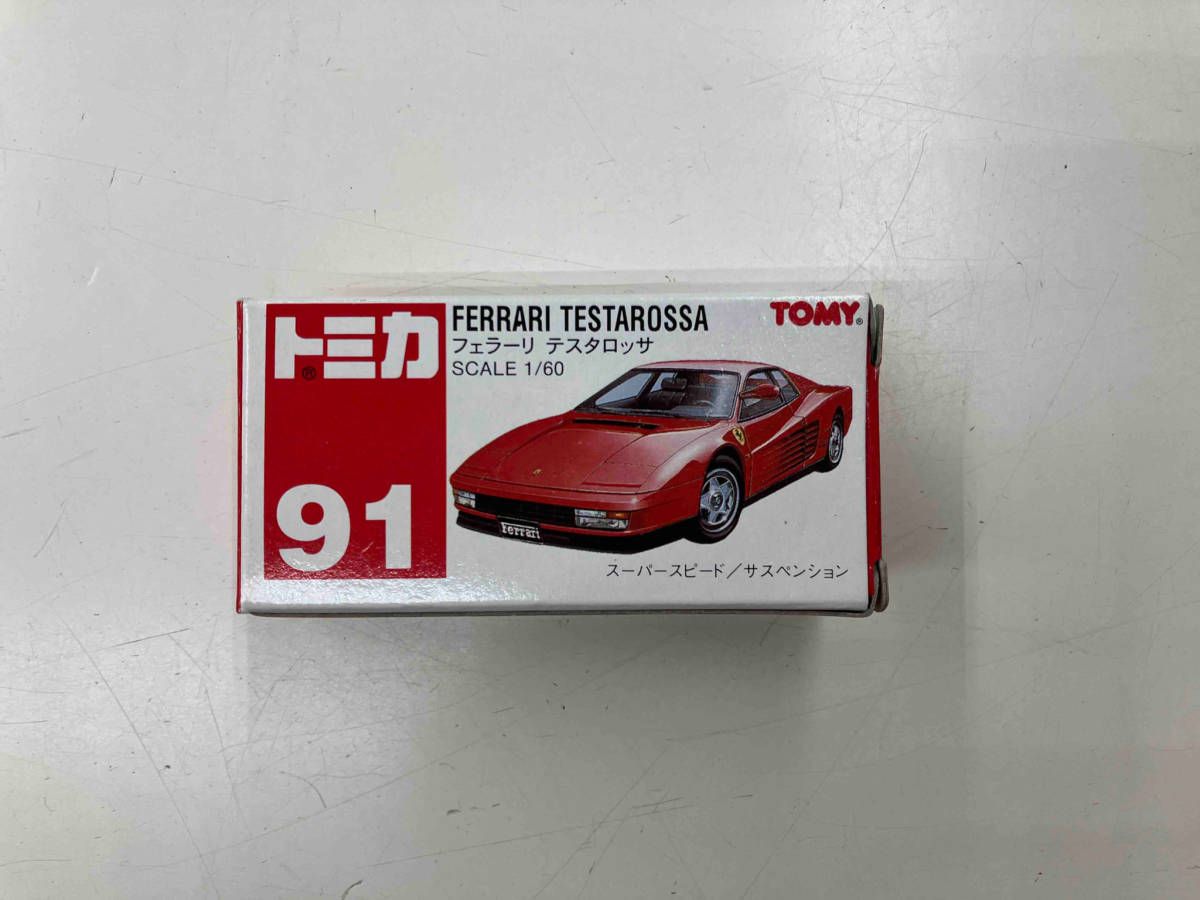 トミカ®
91
FERRARI TESTAROSSA
フェラーリ テスタロッサ
SCALE 1/60
TOMY®
Ferrari
スーパースピード/サスペンション